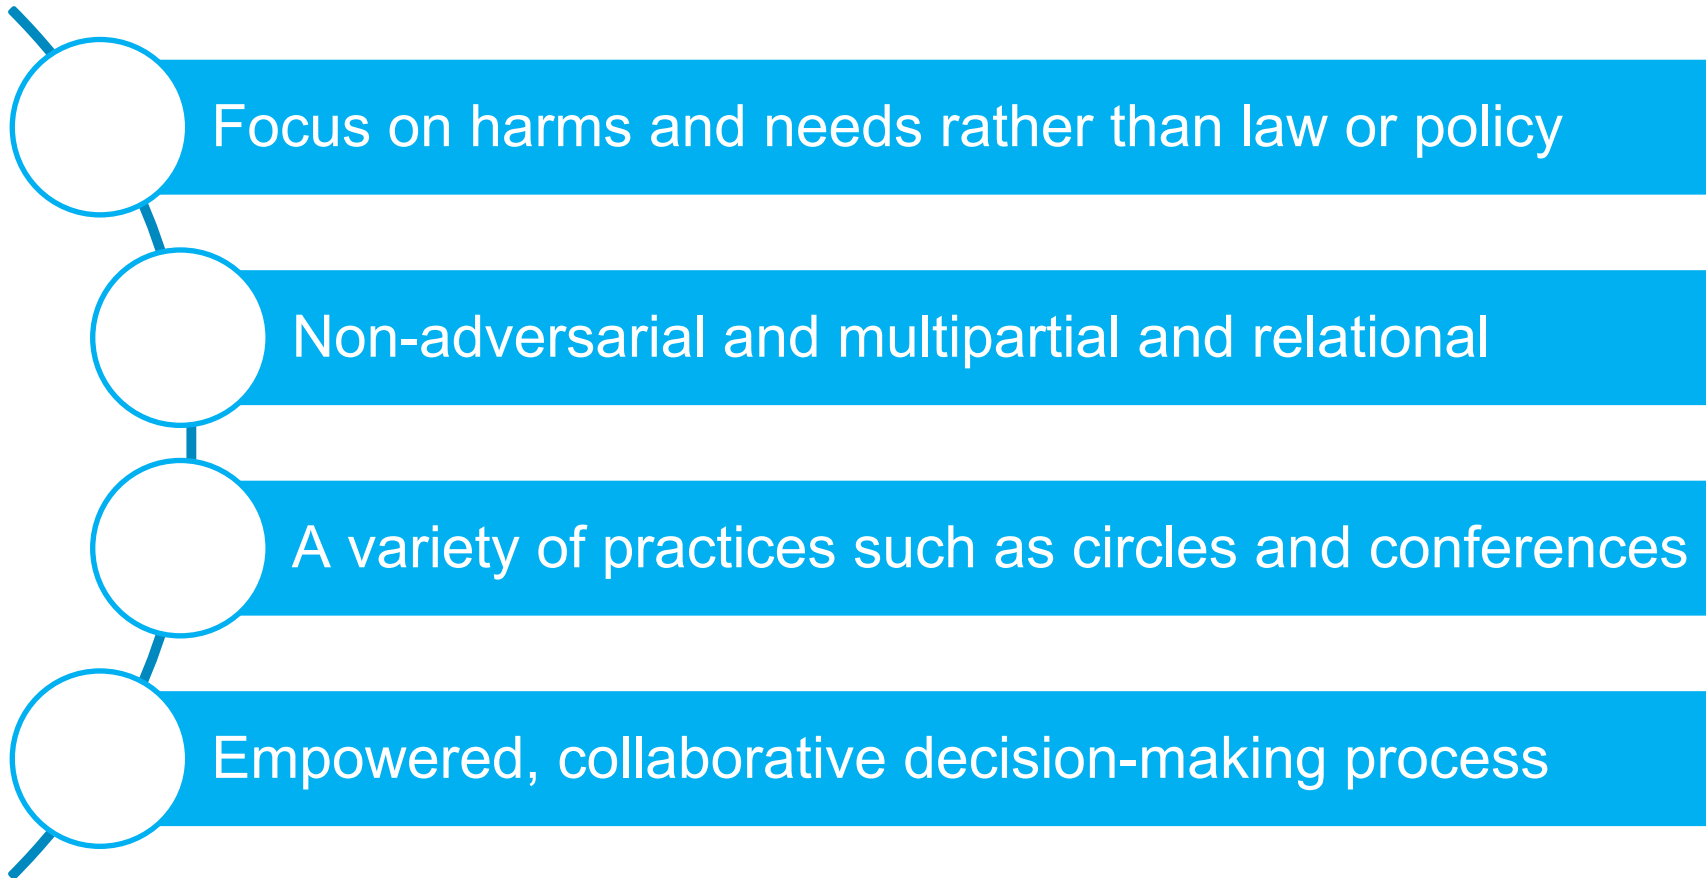 Focus on harms and needs rather than law or policy
Non-adversarial and multipartial and relational
A variety of practices such as circles and conferences
Empowered, collaborative decision-making process